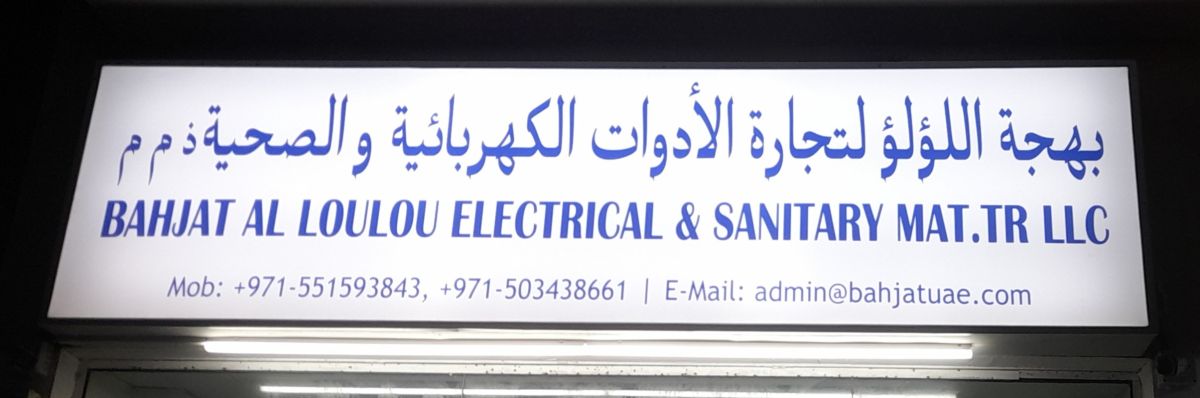 بهجة اللؤلؤ لتجارة الأدوات الكهربائية والصحية ذ م م
BAHJAT AL LOULOU ELECTRICAL & SANITARY MAT.TR LLC
Mob: +971-551593843, +971-503438661 | E-Mail: admin@bahjatuae.com